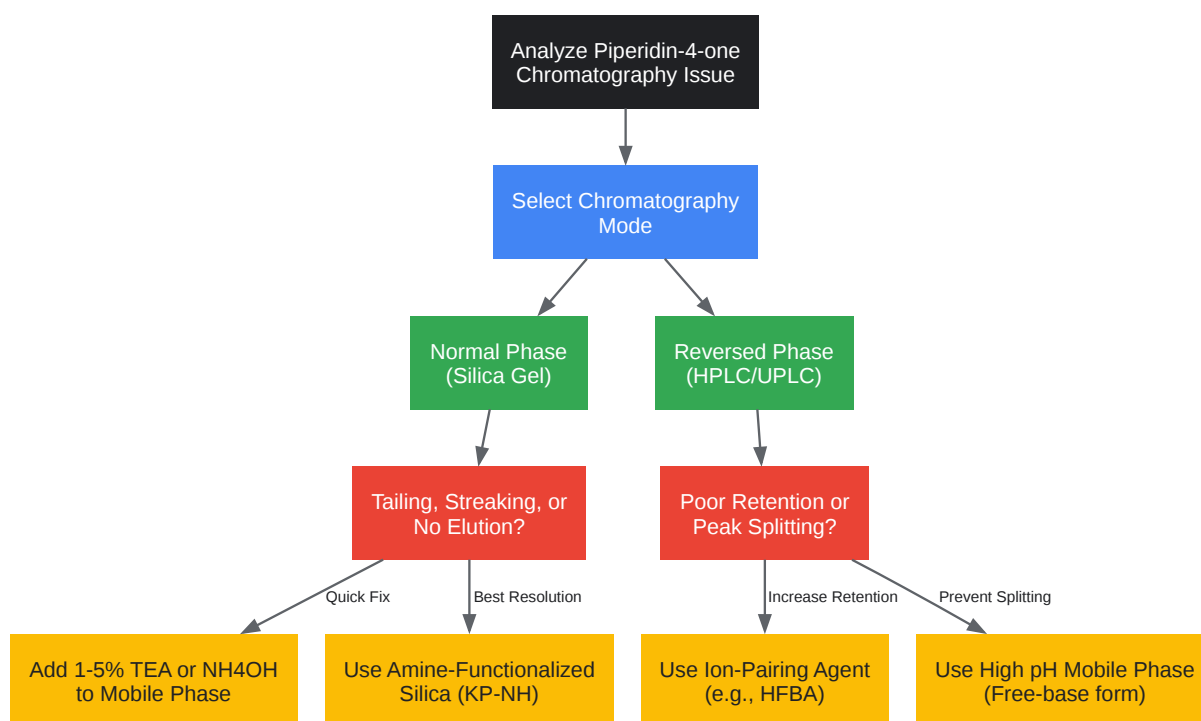 Analyze Piperidin-4-one
Chromatography Issue
Select Chromatography
Mode
Normal Phase
(Silica Gel)
Reversed Phase
(HPLC/UPLC)
Tailing, Streaking, or
No Elution?
Poor Retention or
Peak Splitting?
Quick Fix
Best Resolution
Increase Retention
Prevent Splitting
Add 1-5% TEA or NH4OH
to Mobile Phase
Use Amine-Functionalized
Silica (KP-NH)
Use Ion-Pairing Agent
(e.g., HFBA)
Use High pH Mobile Phase
(Free-base form)